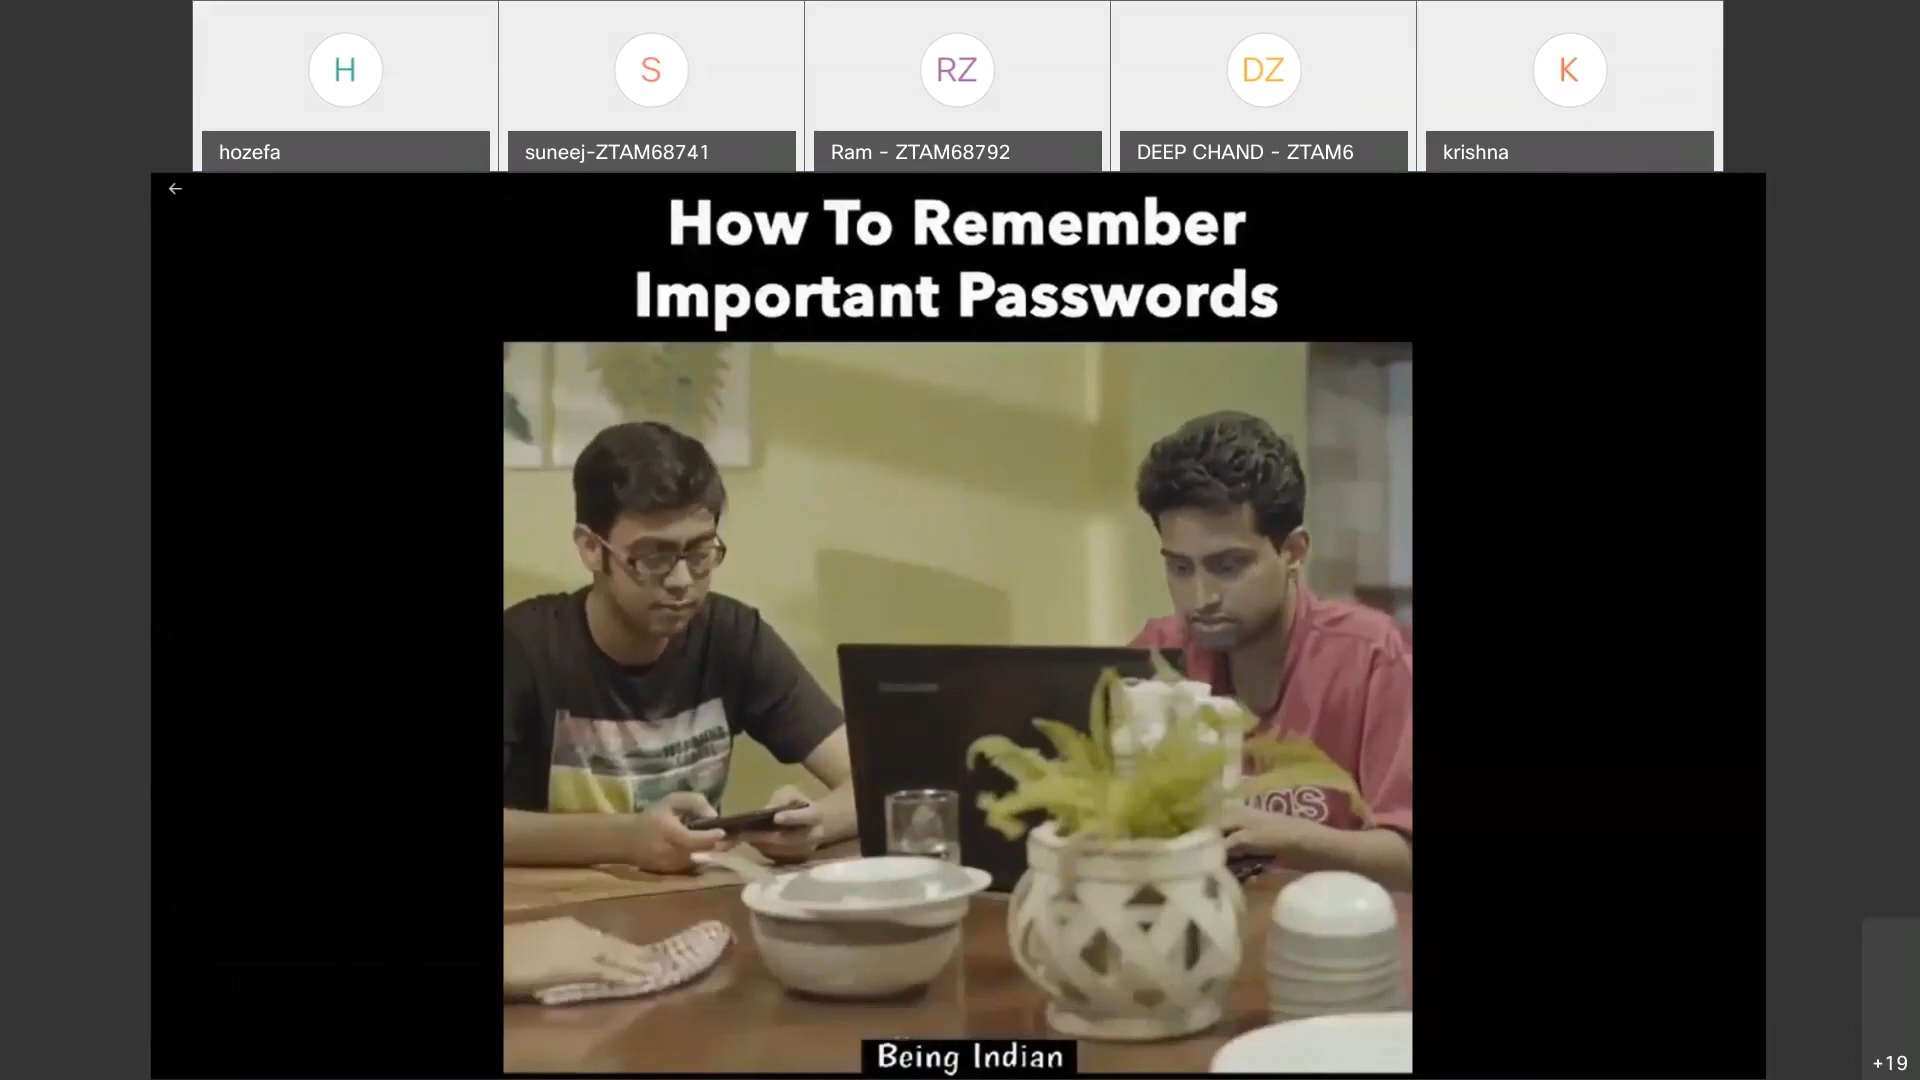 H
S
RZ
DZ
K
hozefa
suneej-ZTAM68741
Ram - ZTAM68792
DEEP CHAND - ZTAM6
krishna
←
How To Remember
Important Passwords
Being Indian
+19